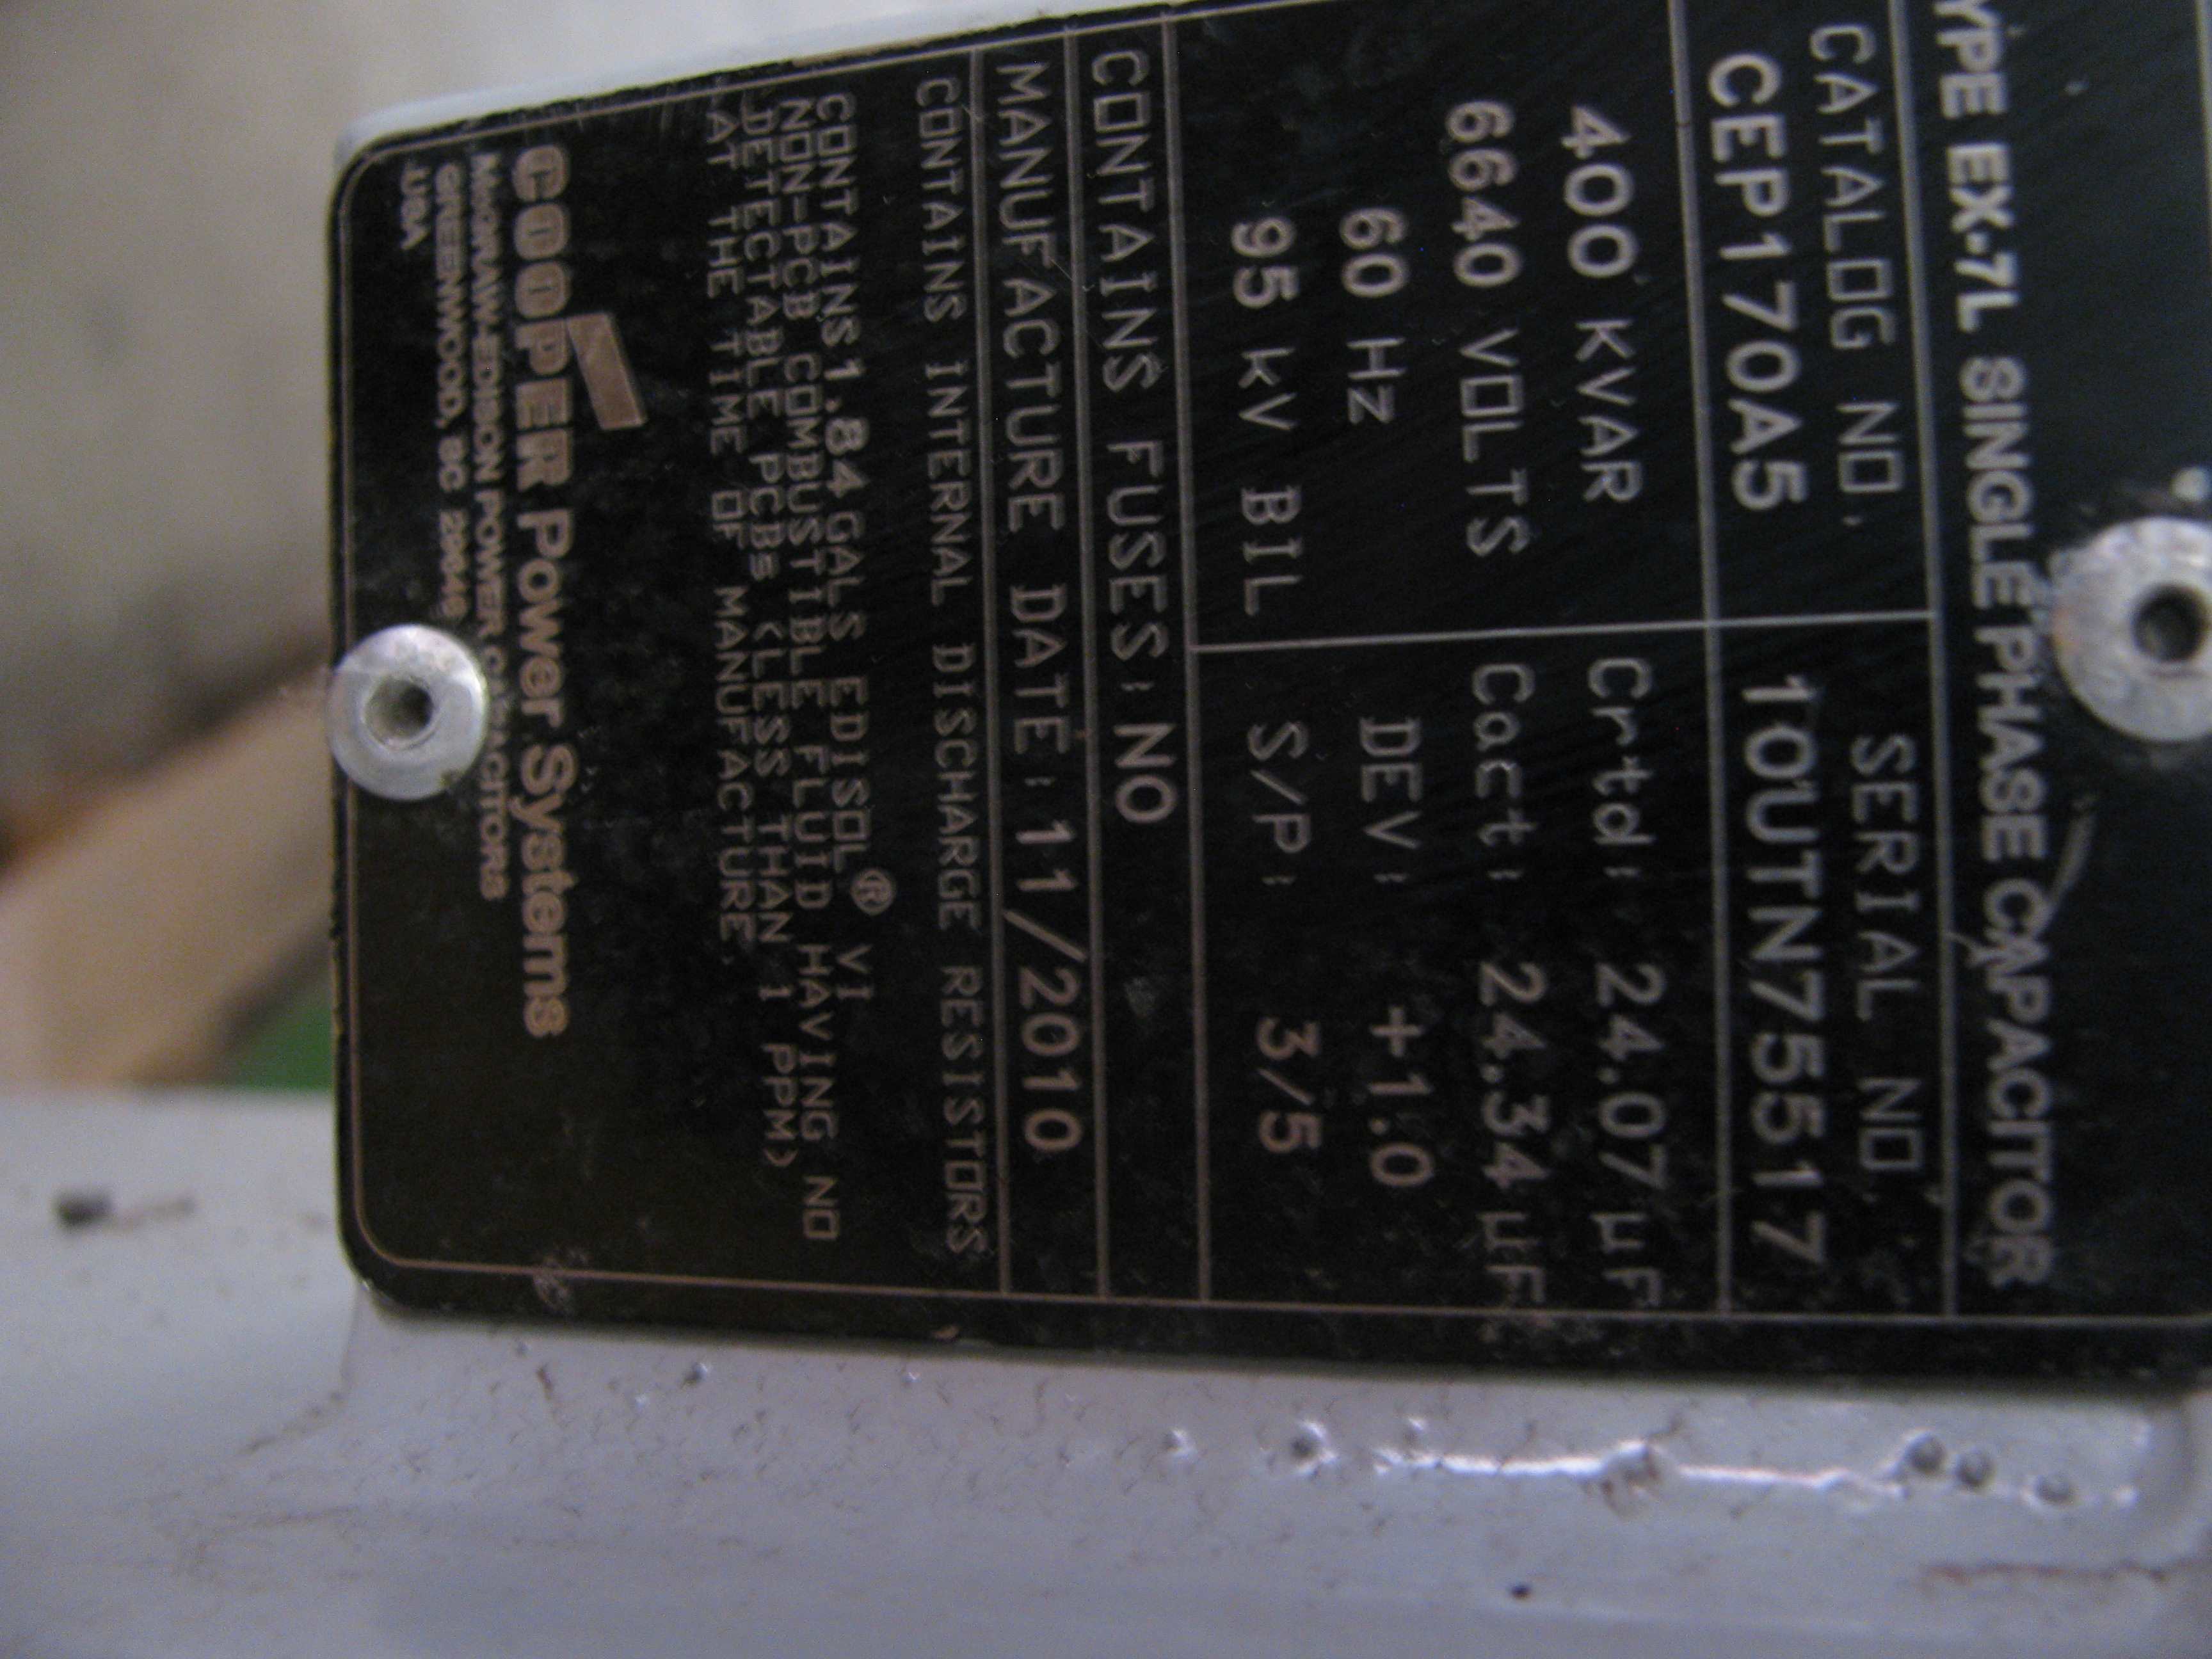 TYPE EX-7L SINGLE PHASE CAPACITOR
CATALOG NO. SERIAL NO.
CEP170A5 10UTN75517
400 KVAR Crtd: 24.07 µF
6640 VOLTS Cact: 24.34 µF
60 Hz DEV: +1.0
95 kV BIL S/P: 3/5
CONTAINS FUSES: NO
MANUFACTURE DATE: 11/2010
CONTAINS INTERNAL DISCHARGE RESISTORS
CONTAINS 1.84 GALS EDISOL® VI
NON-PCB COMBUSTIBLE FLUID HAVING NO
DETECTABLE PCBs (LESS THAN 1 PPM)
AT THE TIME OF MANUFACTURE.
COOPER Power Systems
McGRAW-EDISON POWER CAPACITORS
GREENWOOD, SC 29646
USA